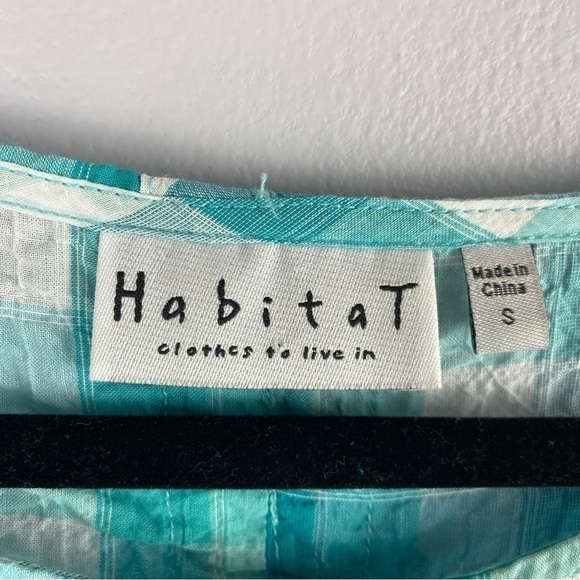 HabitaT
clothes to live in
Made in
China
S